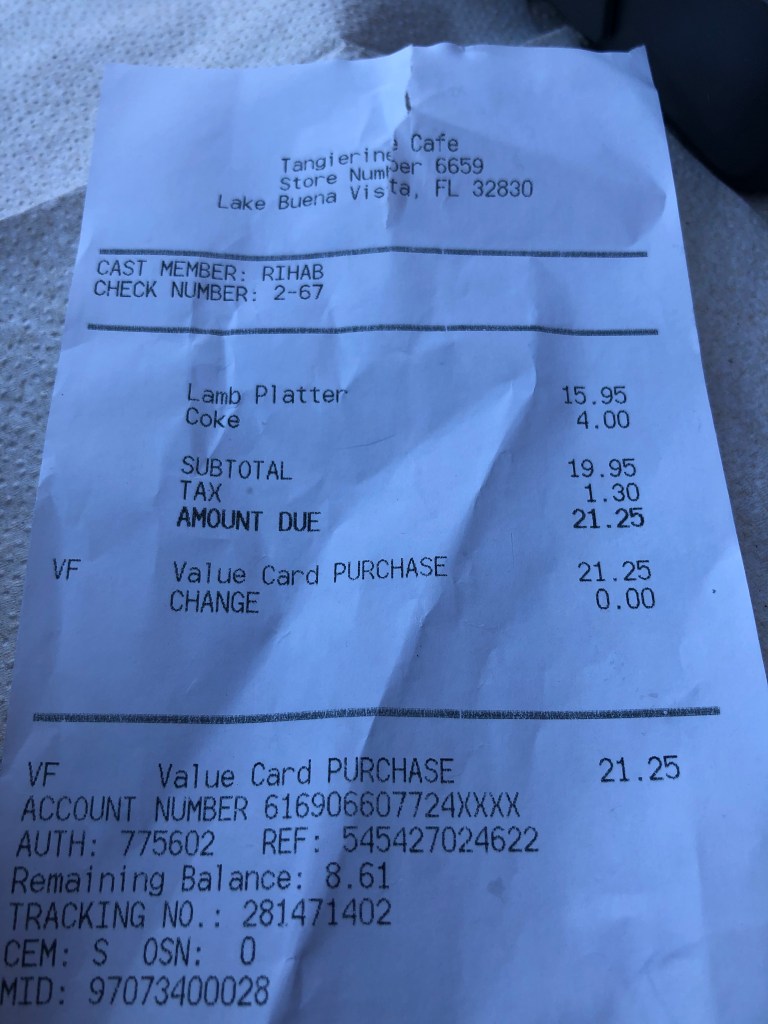 Tangierine Cafe
Store Number 6659
Lake Buena Vista, FL 32830
CAST MEMBER: RIHAB
CHECK NUMBER: 2-67
Lamb Platter 15.95
Coke 4.00
SUBTOTAL 19.95
TAX 1.30
AMOUNT DUE 21.25
VF Value Card PURCHASE 21.25
CHANGE 0.00
VF Value Card PURCHASE 21.25
ACCOUNT NUMBER 616906607724XXXX
AUTH: 775602 REF: 545427024622
Remaining Balance: 8.61
TRACKING NO.: 281471402
CEM: S OSN: 0
MID: 97073400028